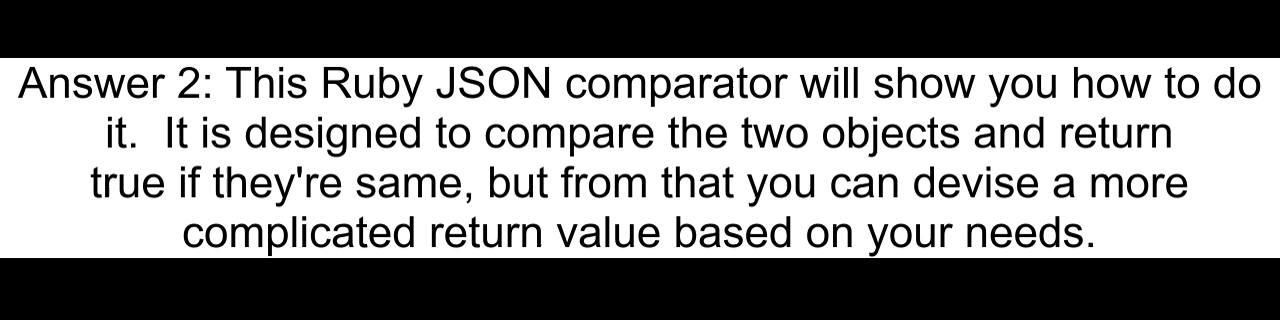 Answer 2: This Ruby JSON comparator will show you how to do
it.  It is designed to compare the two objects and return
true if they're same, but from that you can devise a more
complicated return value based on your needs.